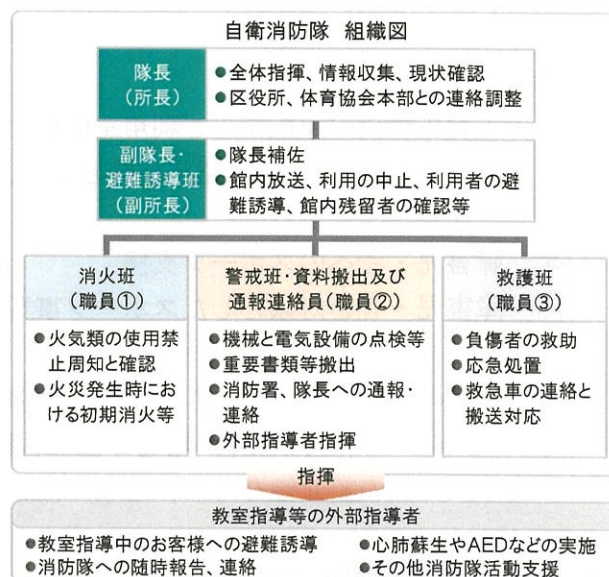 自衛消防隊 組織図
隊長
(所長)
●全体指揮、情報収集、現状確認
●区役所、体育協会本部との連絡調整
副隊長・
避難誘導班
(副所長)
●隊長補佐
●館内放送、利用の中止、利用者の避
難誘導、館内残留者の確認等
消火班
(職員①)
●火気類の使用禁
止周知と確認
●火災発生時にお
ける初期消火等
警戒班・資料搬出及び
通報連絡員(職員②)
●機械と電気設備の点検等
●重要書類等搬出
●消防署、隊長への通報・
連絡
●外部指導者指揮
救護班
(職員③)
●負傷者の救助
●応急処置
●救急車の連絡と
搬送対応
指揮
教室指導等の外部指導者
●教室指導中のお客様への避難誘導
●消防隊への随時報告、連絡
●心肺蘇生やAEDなどの実施
●その他消防隊活動支援